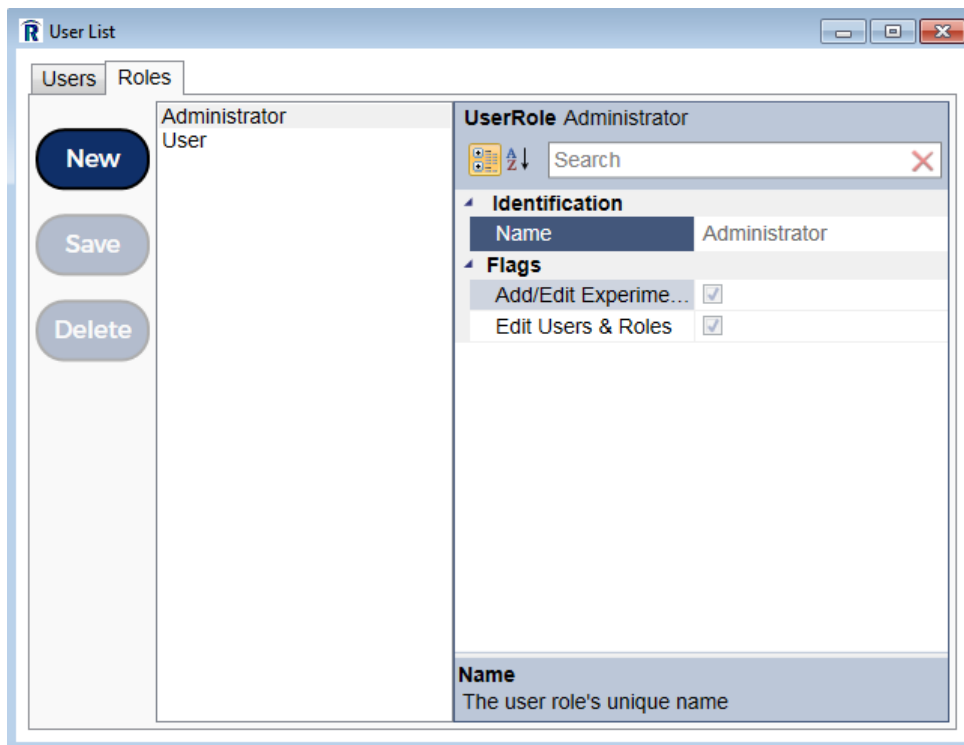 R User List
Users Roles
New
Save
Delete
Administrator
User
UserRole Administrator
A
Z
Search
Identification
Name Administrator
Flags
Add/Edit Experime...
Edit Users & Roles
Name
The user role's unique name